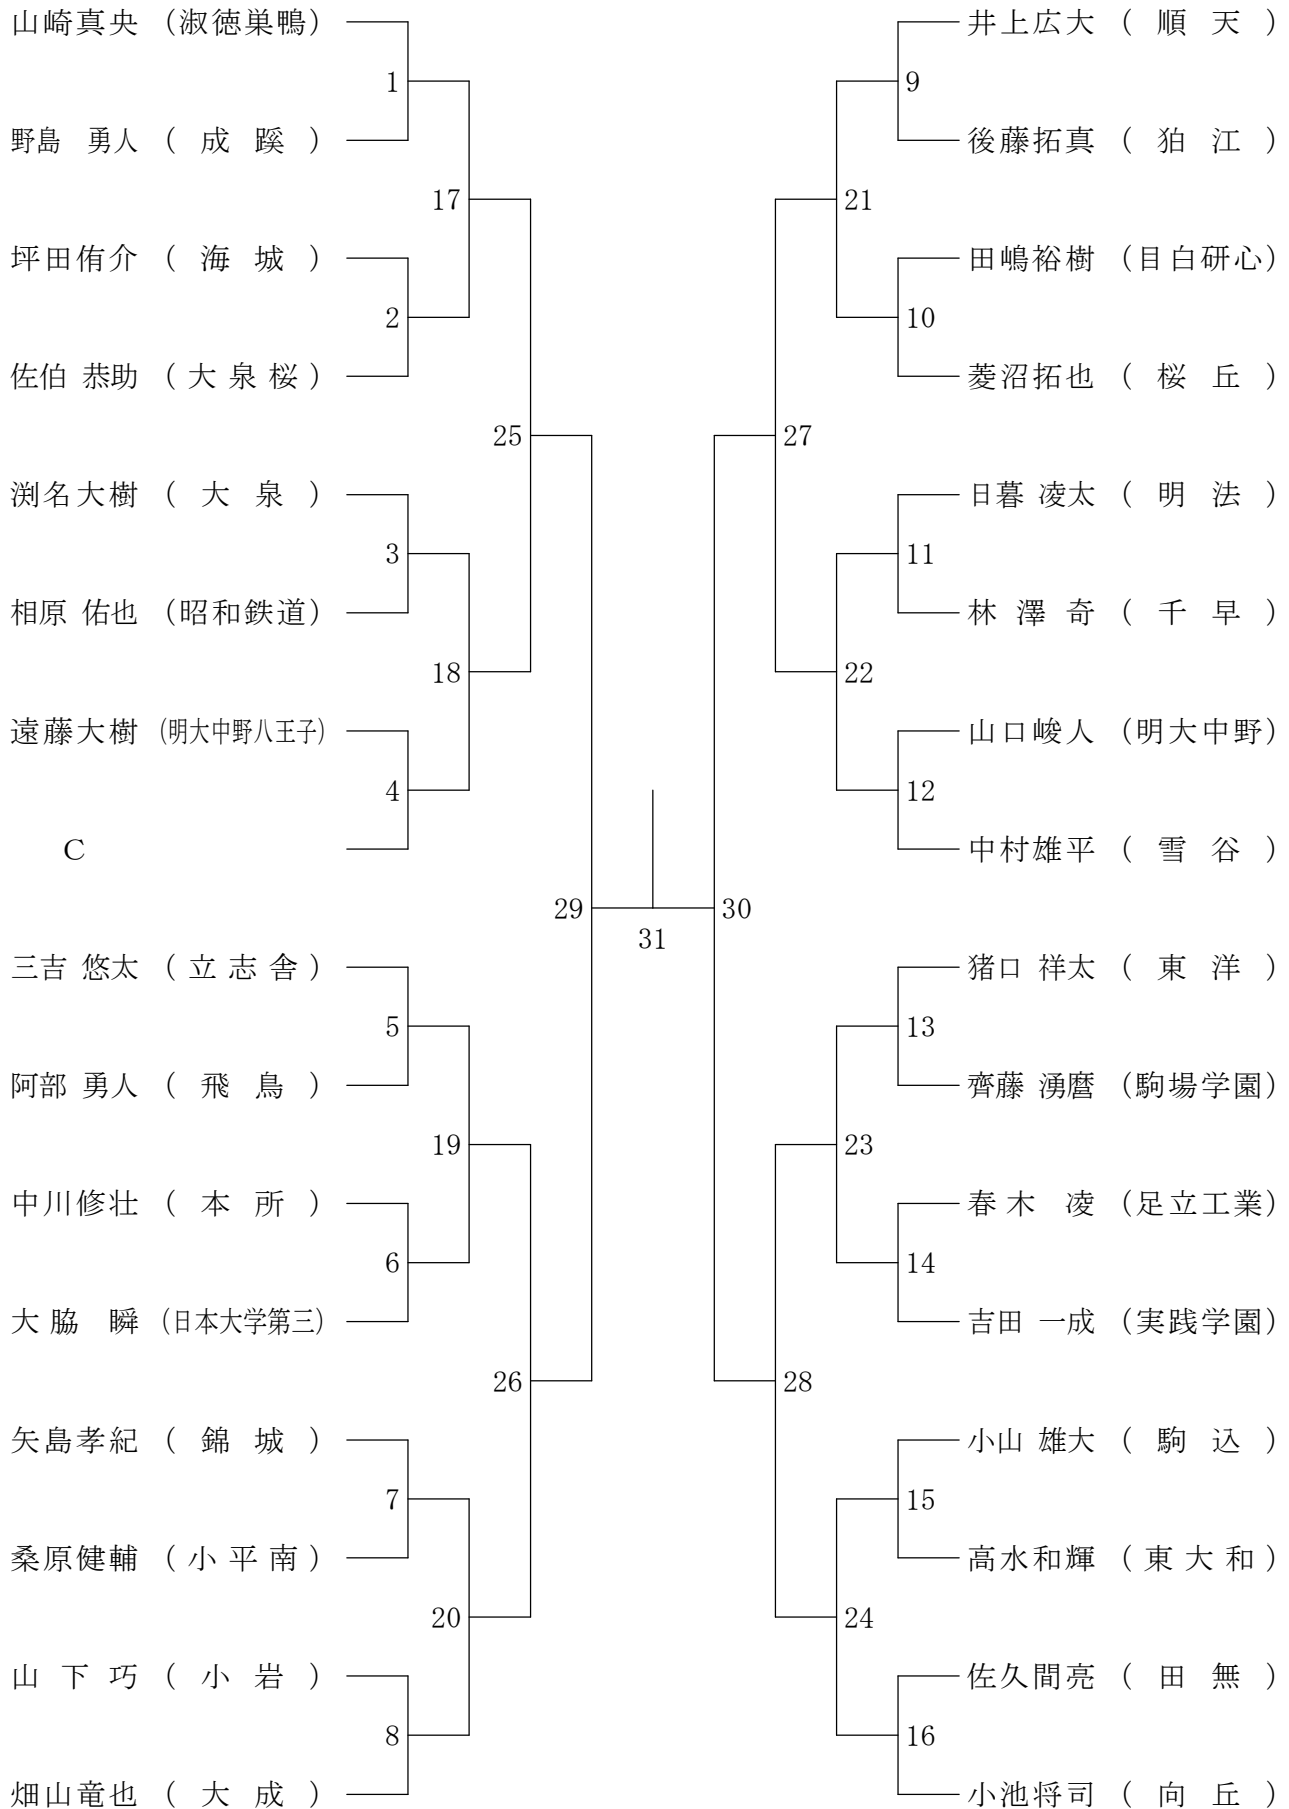 山崎真央 (淑徳巣鴨)
1
野島 勇人 ( 成 蹊 )
17
坪田侑介 ( 海 城 )
2
佐伯 恭助 ( 大 泉 桜 )
25
渕名大樹 ( 大 泉 )
3
相原 佑也 (昭和鉄道)
18
遠藤大樹 (明大中野八王子)
4
C
29
三吉 悠太 ( 立 志 舎 )
5
阿部 勇人 ( 飛 鳥 )
19
中川修壮 ( 本 所 )
6
大 脇 瞬 (日本大学第三)
26
矢島孝紀 ( 錦 城 )
7
桑原健輔 ( 小 平 南 )
20
山 下 巧 ( 小 岩 )
8
畑山竜也 ( 大 成 )
31
井上広大 ( 順 天 )
9
後藤拓真 ( 狛 江 )
21
田嶋裕樹 (目白研心)
10
菱沼拓也 ( 桜 丘 )
27
日暮 凌太 ( 明 法 )
11
林 澤 奇 ( 千 早 )
22
山口峻人 (明大中野)
12
中村雄平 ( 雪 谷 )
30
猪口 祥太 ( 東 洋 )
13
齊藤 湧麿 (駒場学園)
23
春 木 凌 (足立工業)
14
吉田 一成 (実践学園)
28
小山 雄大 ( 駒 込 )
15
高水和輝 ( 東 大 和 )
24
佐久間亮 ( 田 無 )
16
小池将司 ( 向 丘 )